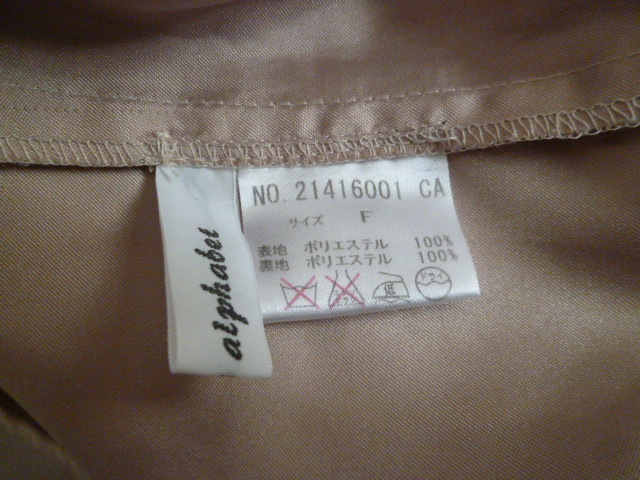 NO. 21416001 CA
サイズ F
表地 ポリエステル 100%
裏地 ポリエステル 100%
低
ドライ
alphabet